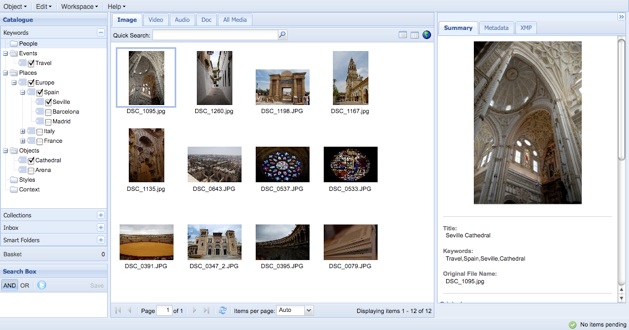 Object Edit Workspace Help
Catalogue
Keywords
People
Events
Travel
Places
Europe
Spain
Seville
Barcelona
Madrid
Italy
France
Objects
Cathedral
Arena
Styles
Context
Collections
Inbox
Smart Folders
Basket 0
Search Box
AND OR Save
Image Video Audio Doc All Media
Quick Search:
DSC_1095.jpg DSC_1260.jpg DSC_1198.JPG DSC_1167.jpg
DSC_1135.jpg DSC_0643.JPG DSC_0537.JPG DSC_0533.JPG
DSC_0391.JPG DSC_0347_2.JPG DSC_0395.JPG DSC_0079.JPG
Page 1 of 1 Items per page: Auto Displaying items 1 - 12 of 12
Summary Metadata XMP
Title:
Seville Cathedral
Keywords:
Travel,Spain,Seville,Cathedral
Original File Name:
DSC_1095.jpg
No items pending